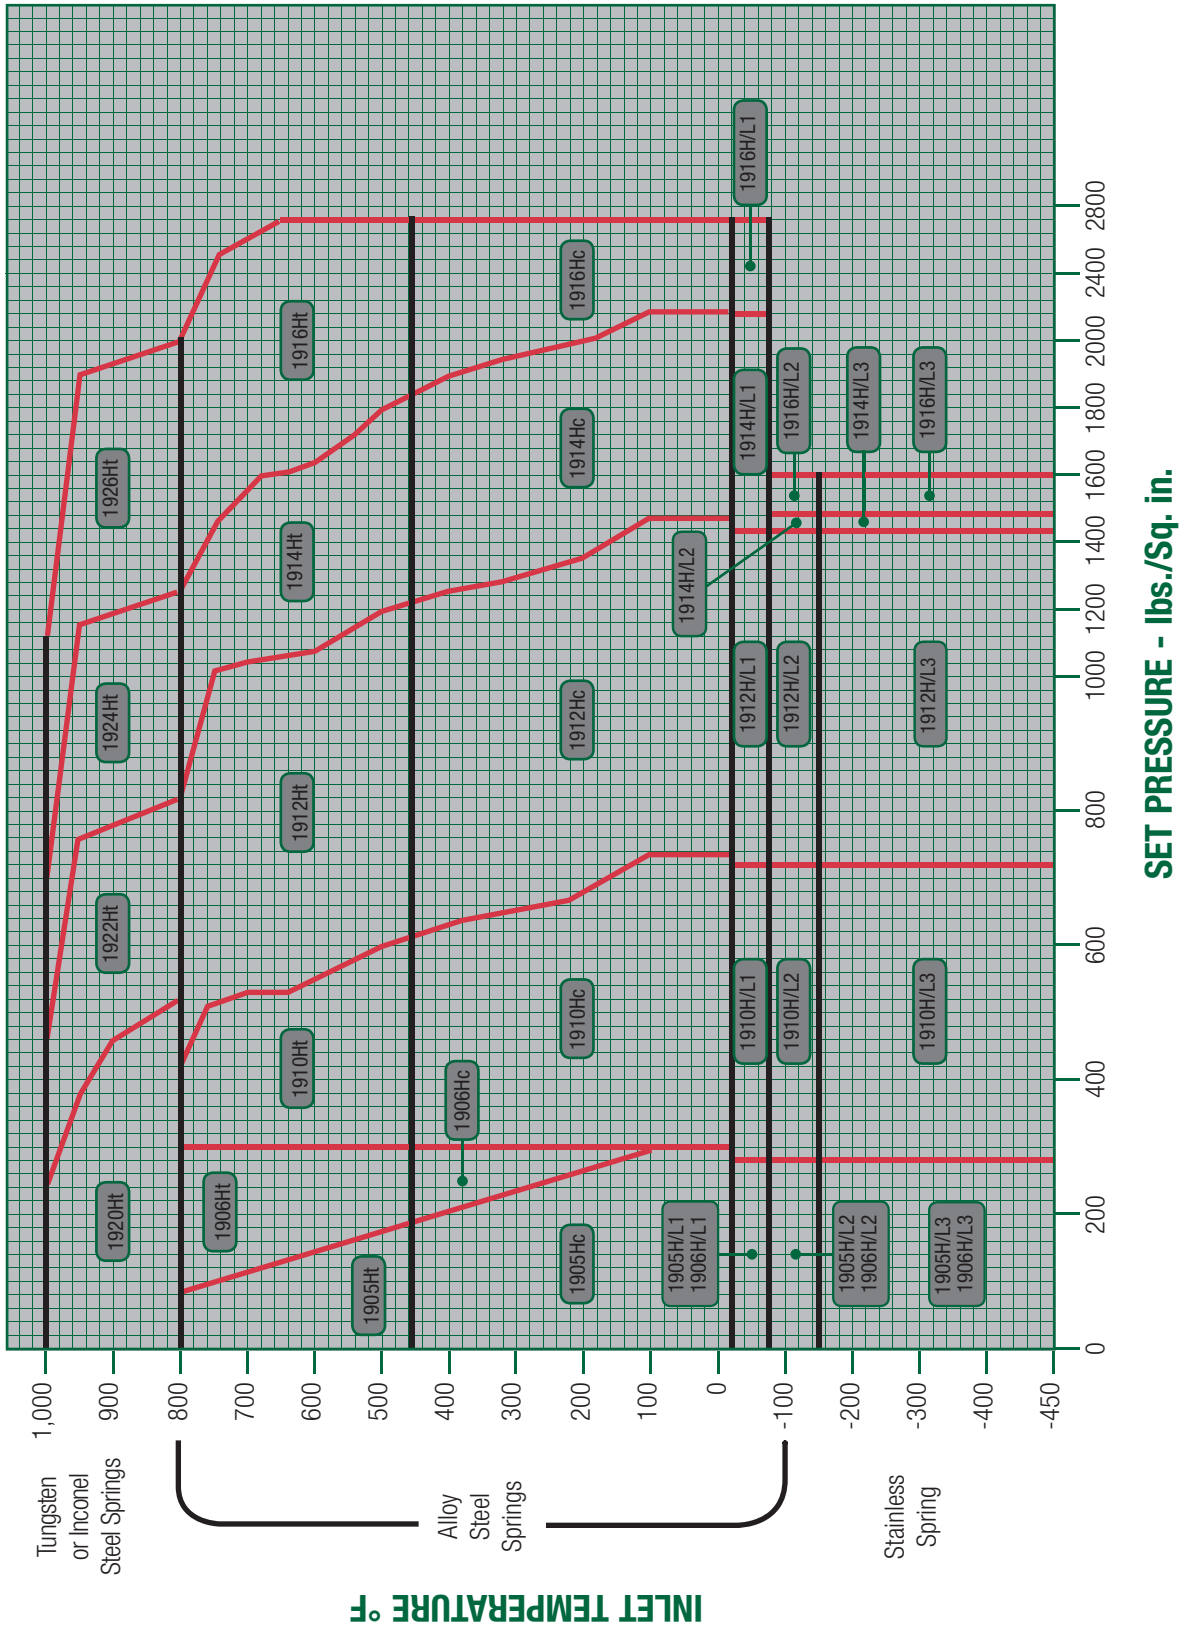 Tungsten
or Inconel
Steel Springs
Alloy
Steel
Springs
Stainless
Spring
INLET TEMPERATURE °F
1,000
900
800
700
600
500
400
300
200
100
0
-100
-200
-300
-400
-450
1920Ht
1922Ht
1924Ht
1926Ht
1906Ht
1905Ht
1910Ht
1912Ht
1914Ht
1916Ht
1906Hc
1905Hc
1910Hc
1912Hc
1914Hc
1916Hc
1905H/L1
1906H/L1
1910H/L1
1912H/L1
1914H/L1
1916H/L1
1905H/L2
1906H/L2
1910H/L2
1912H/L2
1914H/L2
1916H/L2
1905H/L3
1906H/L3
1910H/L3
1912H/L3
1914H/L3
1916H/L3
0
200
400
600
800
1000
1200
1400
1600
1800
2000
2400
2800
SET PRESSURE - lbs./Sq. in.